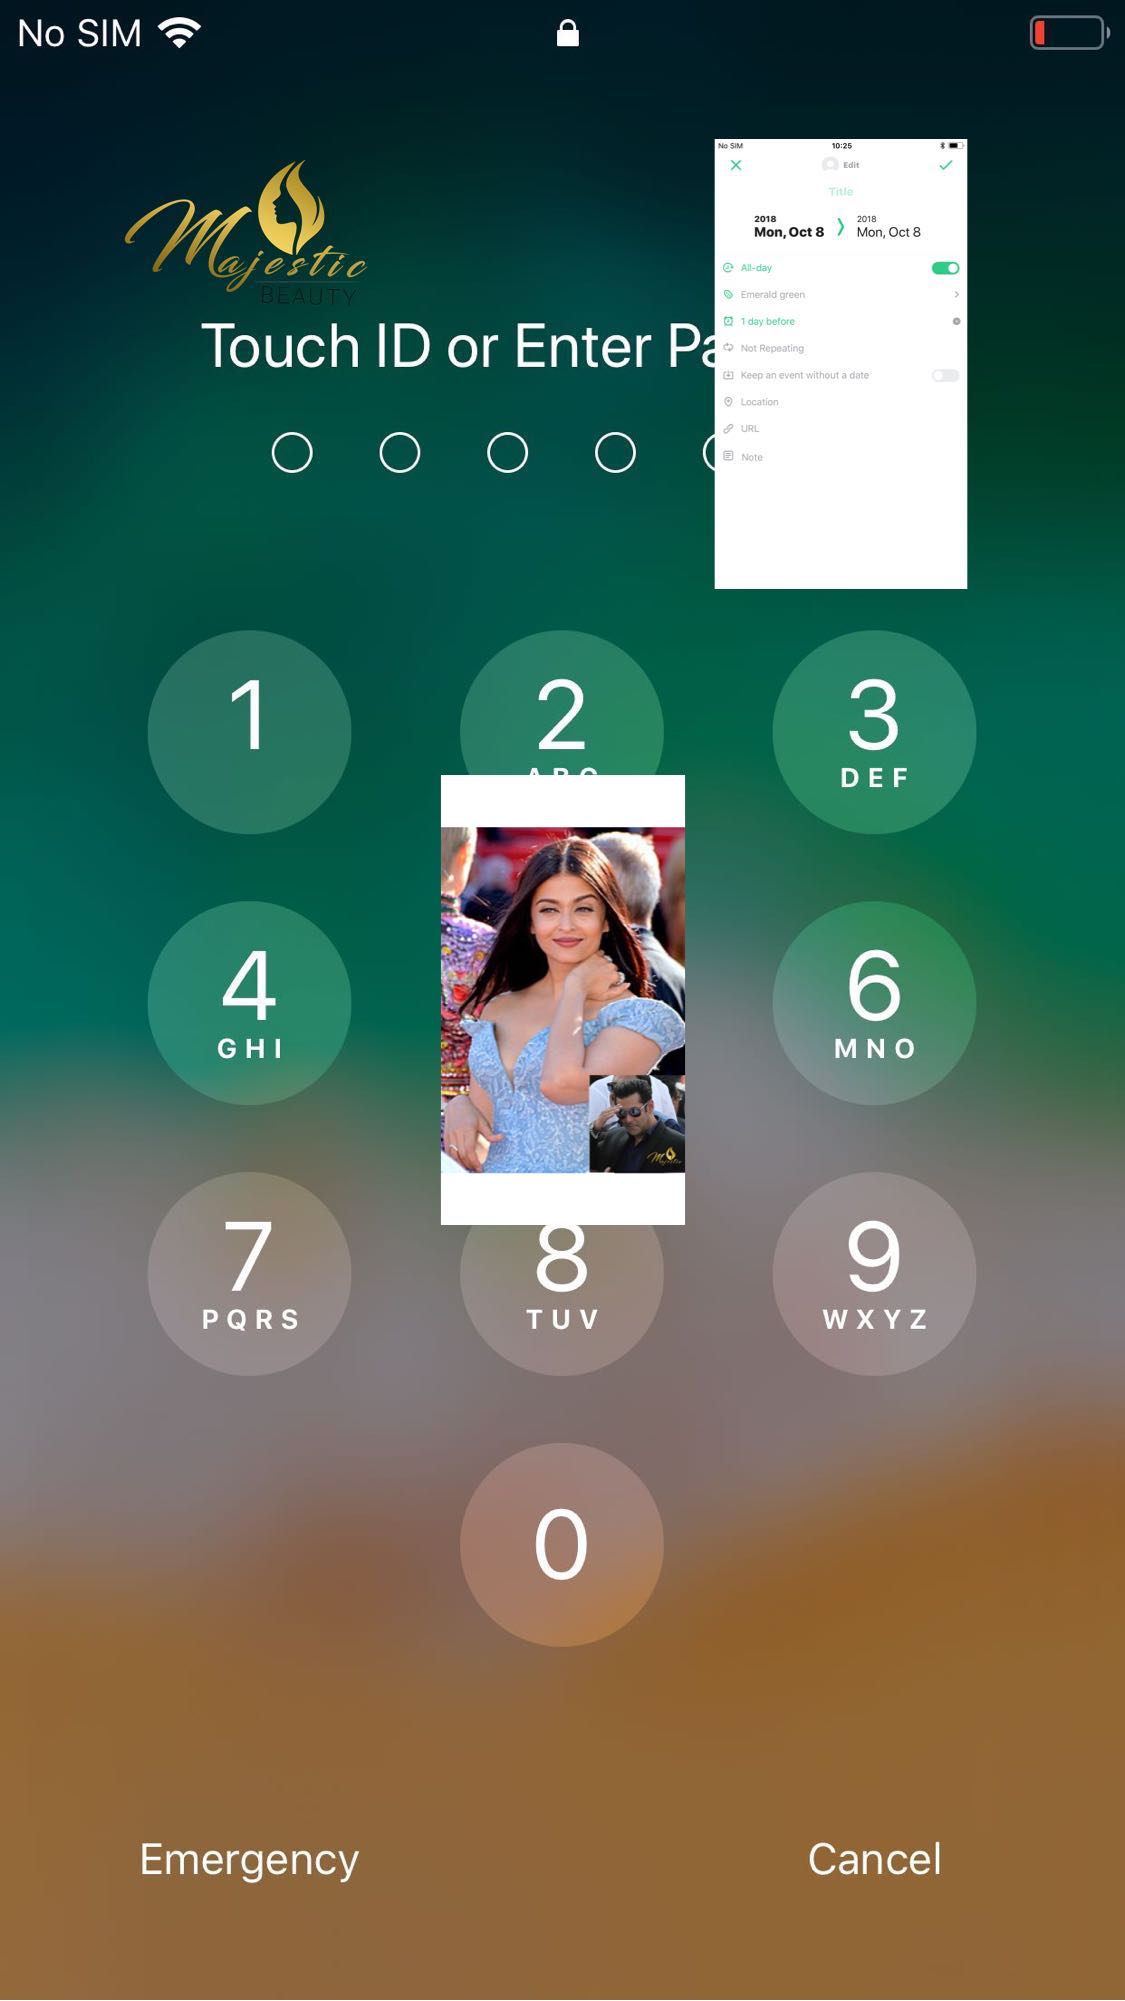 No SIM
Majestic
BEAUTY
Touch ID or Enter
No SIM 10:25
Edit
Title
2018 2018
Mon, Oct 8 Mon, Oct 8
All-day
Emerald green
1 day before
Not Repeating
Keep an event without a date
Location
URL
Note
1 2 3
ABC DEF
4 6
GHI MNO
Majestic
7 8 9
PQRS TUV WXYZ
0
Emergency Cancel